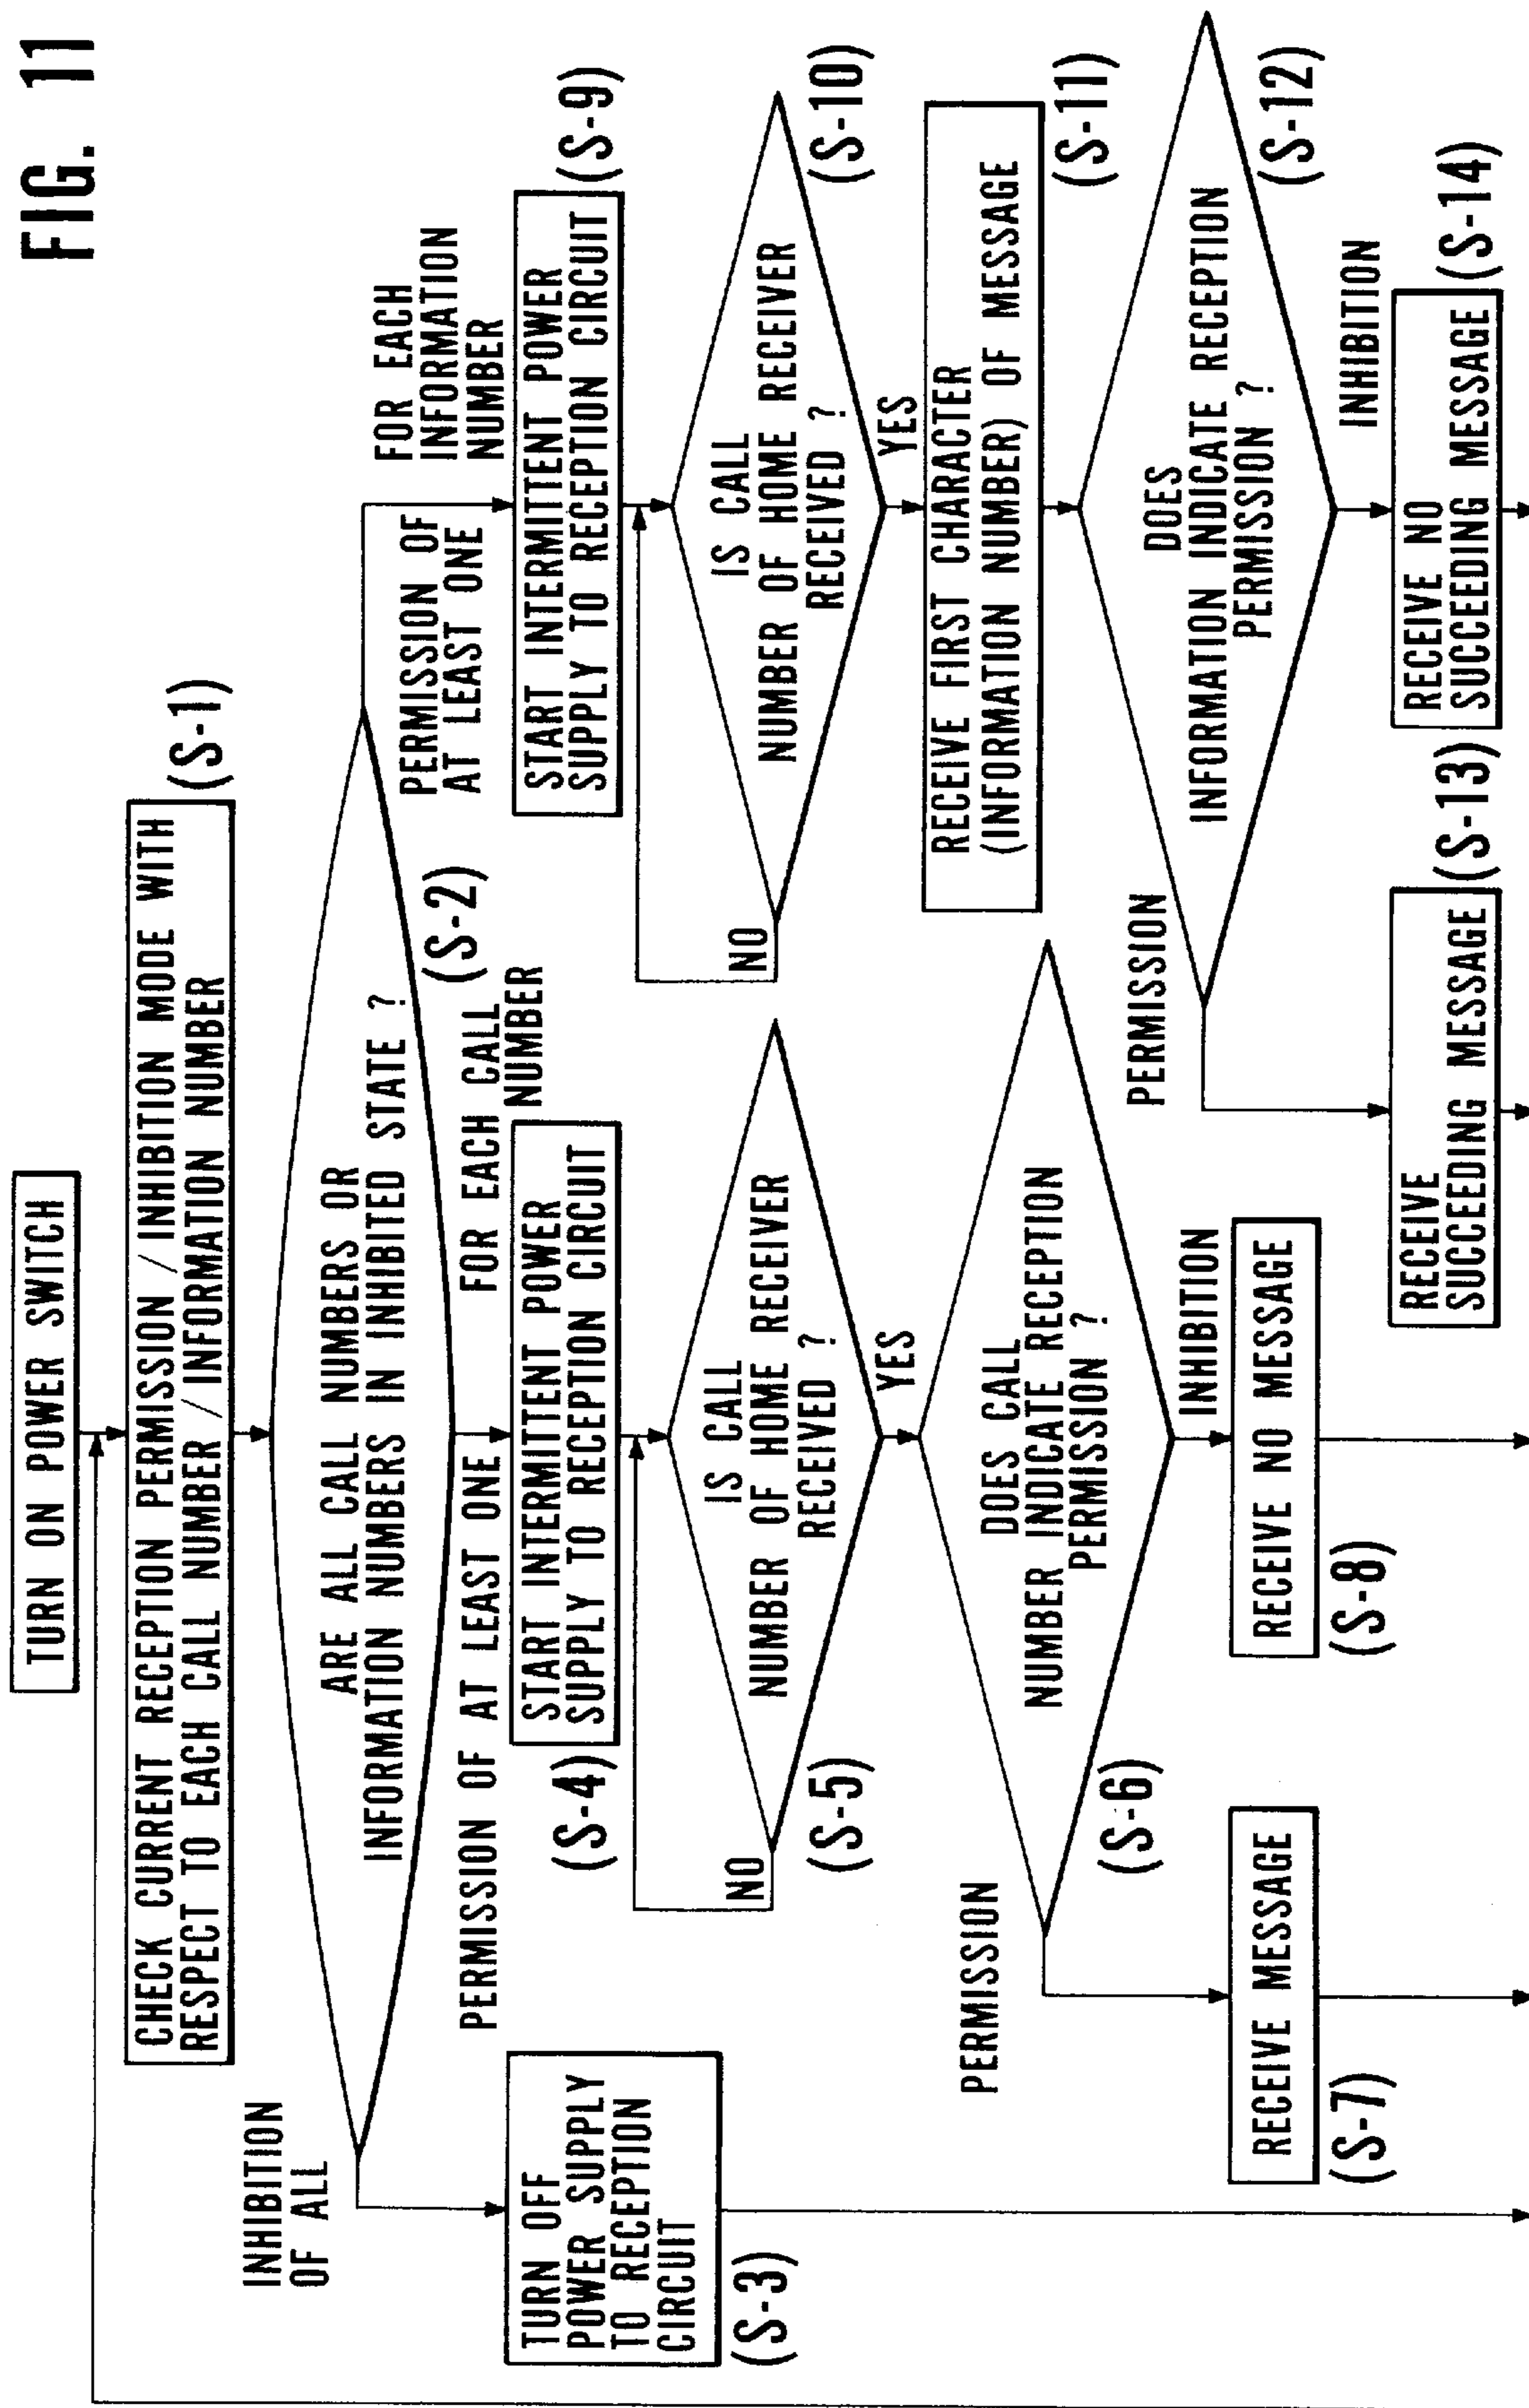 FIG. 11
TURN ON POWER SWITCH
CHECK CURRENT RECEPTION PERMISSION / INHIBITION MODE WITH
RESPECT TO EACH CALL NUMBER / INFORMATION NUMBER
(S-1)
ARE ALL CALL NUMBERS OR
INFORMATION NUMBERS IN INHIBITED STATE ?
(S-2)
INHIBITION
OF ALL
TURN OFF
POWER SUPPLY
TO RECEPTION
CIRCUIT
(S-3)
PERMISSION OF AT LEAST ONE
FOR EACH CALL
NUMBER
START INTERMITTENT POWER
SUPPLY TO RECEPTION CIRCUIT
(S-4)
IS CALL
NUMBER OF HOME RECEIVER
RECEIVED ?
(S-5)
NO
YES
DOES CALL
NUMBER INDICATE RECEPTION
PERMISSION ?
(S-6)
PERMISSION
RECEIVE MESSAGE
(S-7)
INHIBITION
RECEIVE NO MESSAGE
(S-8)
PERMISSION OF
AT LEAST ONE
FOR EACH
INFORMATION
NUMBER
START INTERMITTENT POWER
SUPPLY TO RECEPTION CIRCUIT
(S-9)
IS CALL
NUMBER OF HOME RECEIVER
RECEIVED ?
(S-10)
NO
YES
RECEIVE FIRST CHARACTER
(INFORMATION NUMBER) OF MESSAGE
(S-11)
DOES
INFORMATION INDICATE RECEPTION
PERMISSION ?
(S-12)
PERMISSION
RECEIVE
SUCCEEDING MESSAGE
(S-13)
INHIBITION
RECEIVE NO
SUCCEEDING MESSAGE
(S-14)